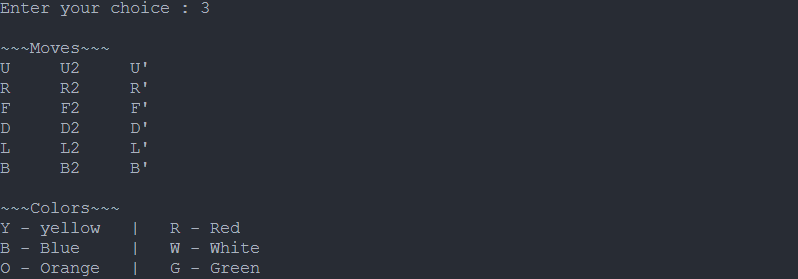 Enter your choice : 3
~~~Moves~~~
U U2 U'
R R2 R'
F F2 F'
D D2 D'
L L2 L'
B B2 B'
~~~Colors~~~
Y - yellow | R - Red
B - Blue | W - White
O - Orange | G - Green